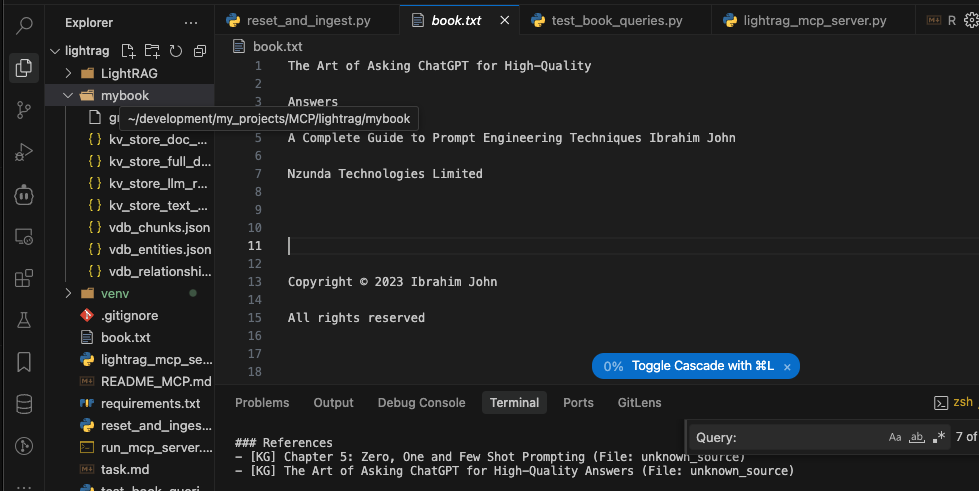 Explorer
lightrag
LightRAG
mybook
~/development/my_projects/MCP/lightrag/mybook
kv_store_doc_...
kv_store_full_d...
kv_store_llm_r...
kv_store_text_...
vdb_chunks.json
vdb_entities.json
vdb_relationshi...
venv
.gitignore
book.txt
lightrag_mcp_se...
README_MCP.md
requirements.txt
reset_and_inges...
run_mcp_server....
task.md
reset_and_ingest.py
book.txt
test_book_queries.py
lightrag_mcp_server.py
R
book.txt
1 The Art of Asking ChatGPT for High-Quality
2
3 Answers
5 A Complete Guide to Prompt Engineering Techniques Ibrahim John
6
7 Nzunda Technologies Limited
8
9
10
11
12
13 Copyright © 2023 Ibrahim John
14
15 All rights reserved
16
17
18
0% Toggle Cascade with ⌘L ×
Problems Output Debug Console Terminal Ports GitLens
zsh
Query: Aa ab .* 7 of
### References
- [KG] Chapter 5: Zero, One and Few Shot Prompting (File: unknown_source)
- [KG] The Art of Asking ChatGPT for High-Quality Answers (File: unknown_source)